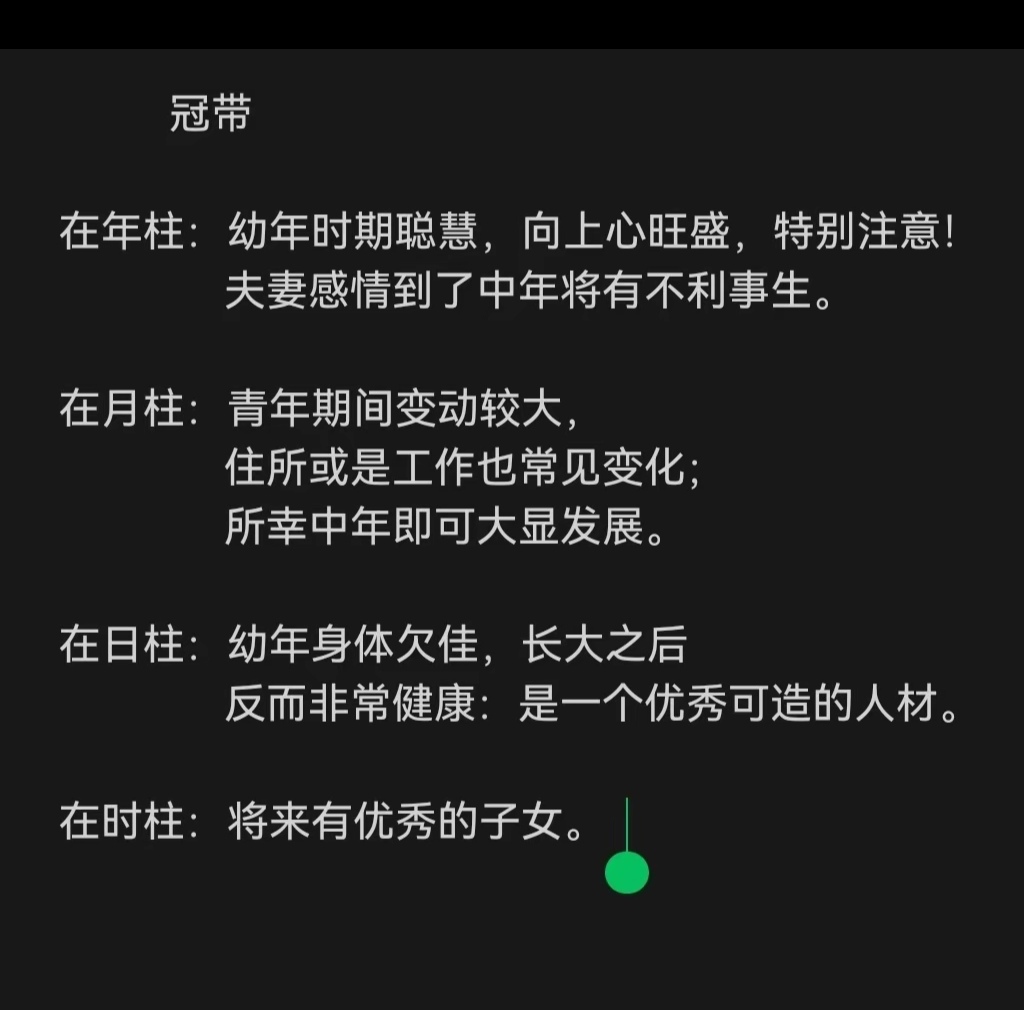 冠带
在年柱：幼年时期聪慧，向上心旺盛，特别注意！
夫妻感情到了中年将有不利事生。
在月柱：青年期间变动较大，
住所或是工作也常见变化；
所幸中年即可大显发展。
在日柱：幼年身体欠佳，长大之后
反而非常健康：是一个优秀可造的人材。
在时柱：将来有优秀的子女。